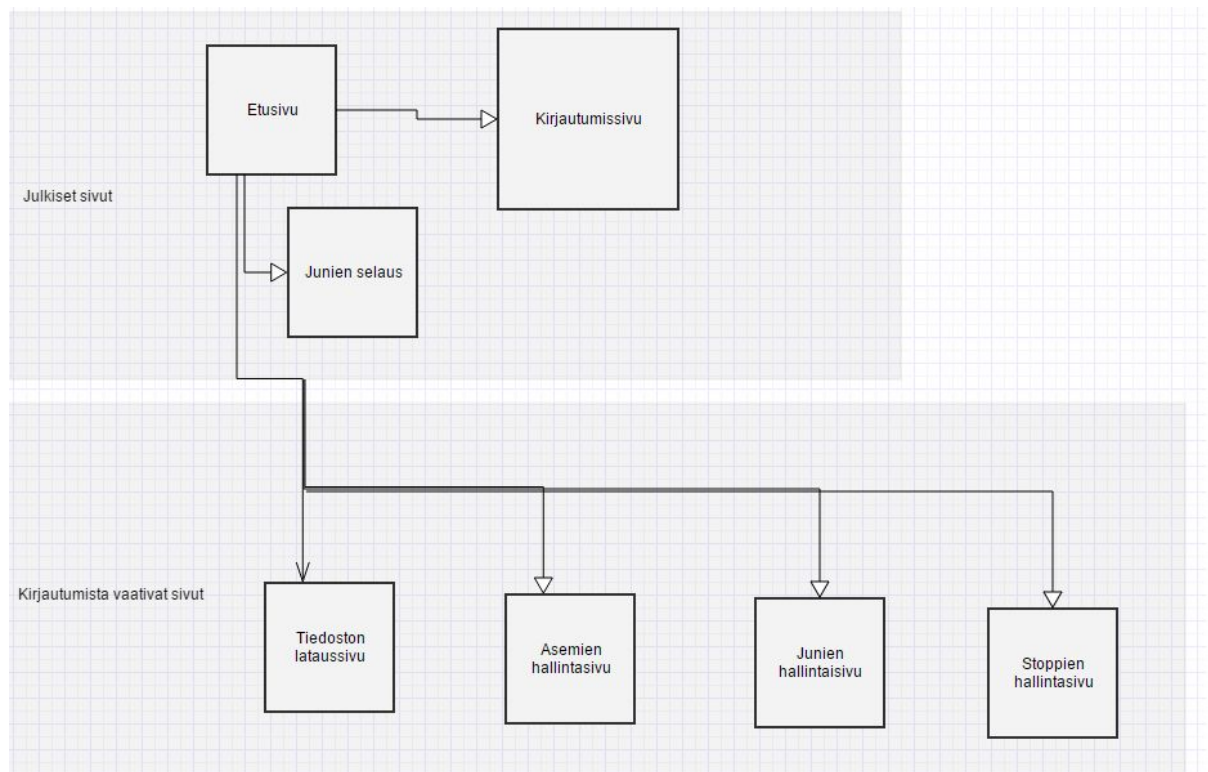 Etusivu
Kirjautumissivu
Julkiset sivut
Junien selaus
Kirjautumista vaativat sivut
Tiedoston
lataussivu
Asemien
hallintasivu
Junien
hallintaisivu
Stoppien
hallintasivu